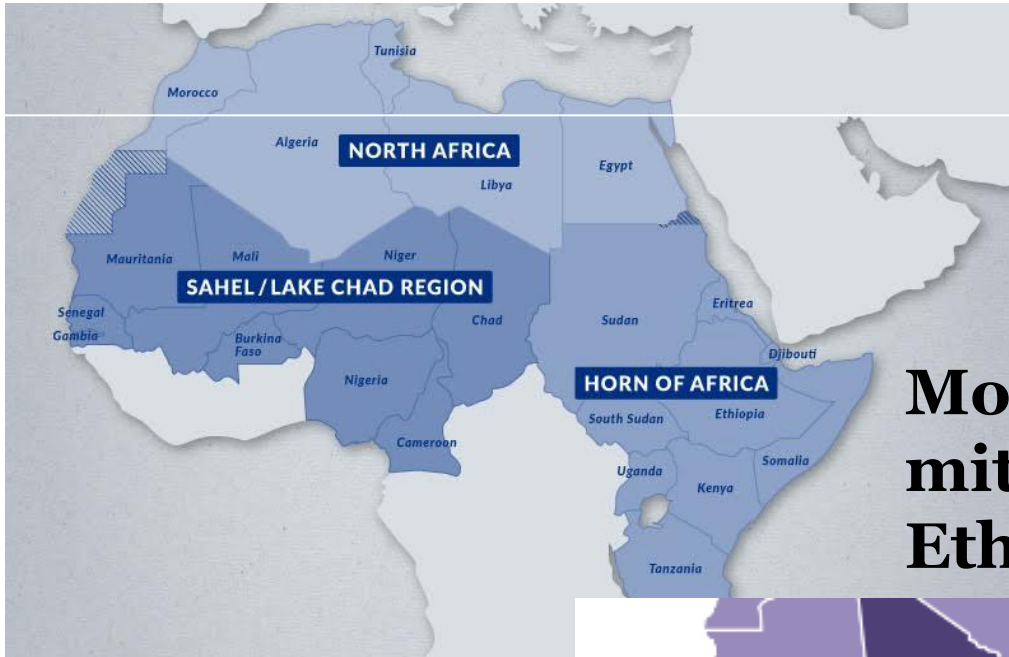 Tunisia
Morocco
Algeria
NORTH AFRICA
Libya
Egypt
Mauritania
Mali
Niger
SAHEL / LAKE CHAD REGION
Senegal
Gambia
Burkina
Faso
Chad
Sudan
Eritrea
Djibouti
Nigeria
HORN OF AFRICA
South Sudan
Ethiopia
Cameroon
Uganda
Kenya
Somalia
Tanzania
Mo
mit
Eth